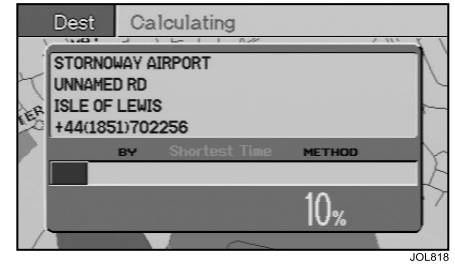 Dest Calculating
STORNOWAY AIRPORT
UNNAMED RD
ISLE OF LEWIS
+44(1851)702256
BY Shortest Time METHOD
10%
JOL818